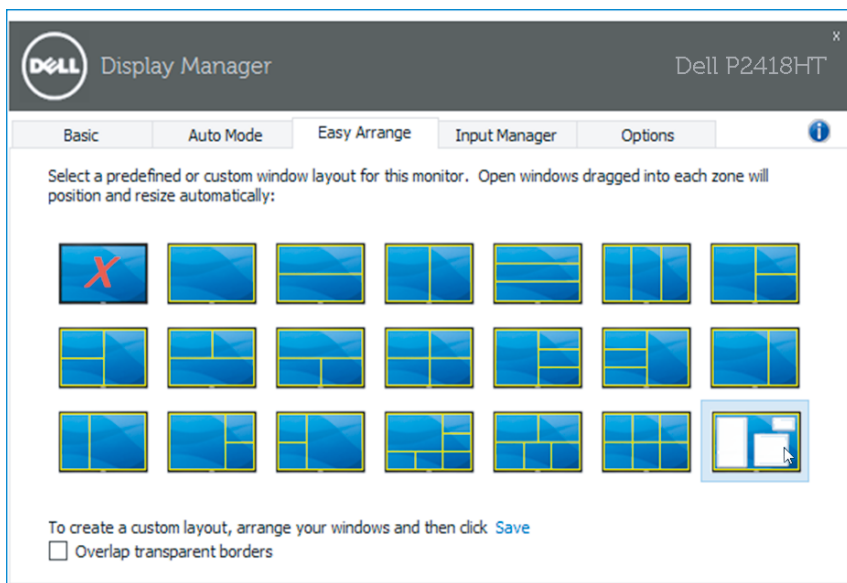 x
DELL
Display Manager
Dell P2418HT
Basic
Auto Mode
Easy Arrange
Input Manager
Options
i
Select a predefined or custom window layout for this monitor. Open windows dragged into each zone will
position and resize automatically:
X
To create a custom layout, arrange your windows and then click Save
Overlap transparent borders